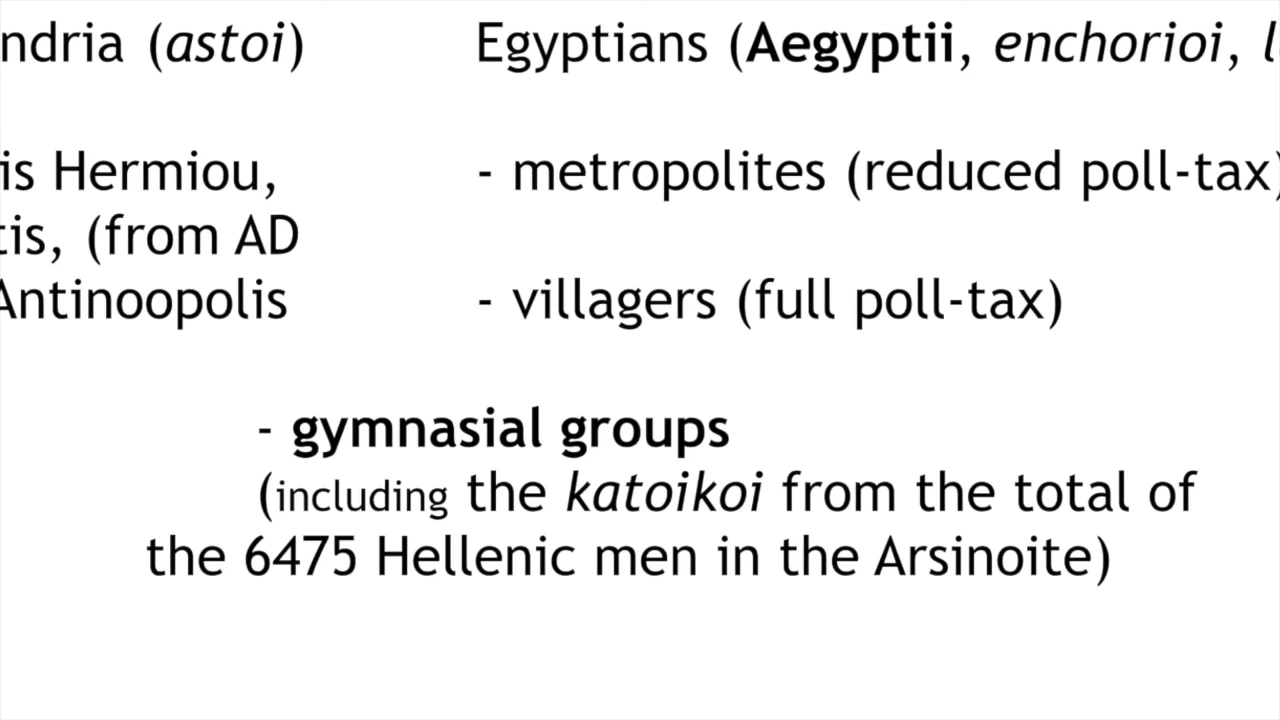 ndria (astoi) Egyptians (Aegyptii, enchorioi, l
is Hermiou, - metropolites (reduced poll-tax)
tis, (from AD
Antinoopolis - villagers (full poll-tax)
- gymnasial groups
(including the katoikoi from the total of
the 6475 Hellenic men in the Arsinoite)